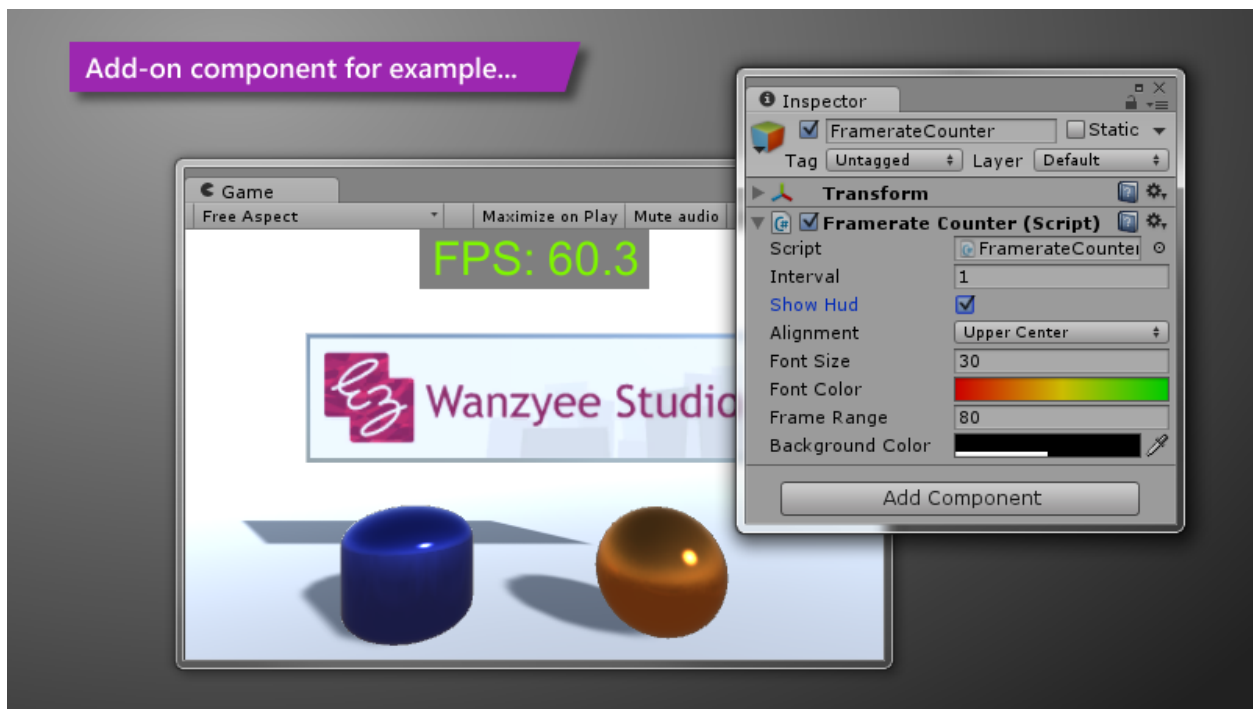 Add-on component for example...
Game
Free Aspect
Maximize on Play Mute audio
FPS: 60.3
Wanzyee Studio
Inspector
FramerateCounter Static
Tag Untagged Layer Default
Transform
Framerate Counter (Script)
Script FramerateCounter
Interval 1
Show Hud
Alignment Upper Center
Font Size 30
Font Color
Frame Range 80
Background Color
Add Component